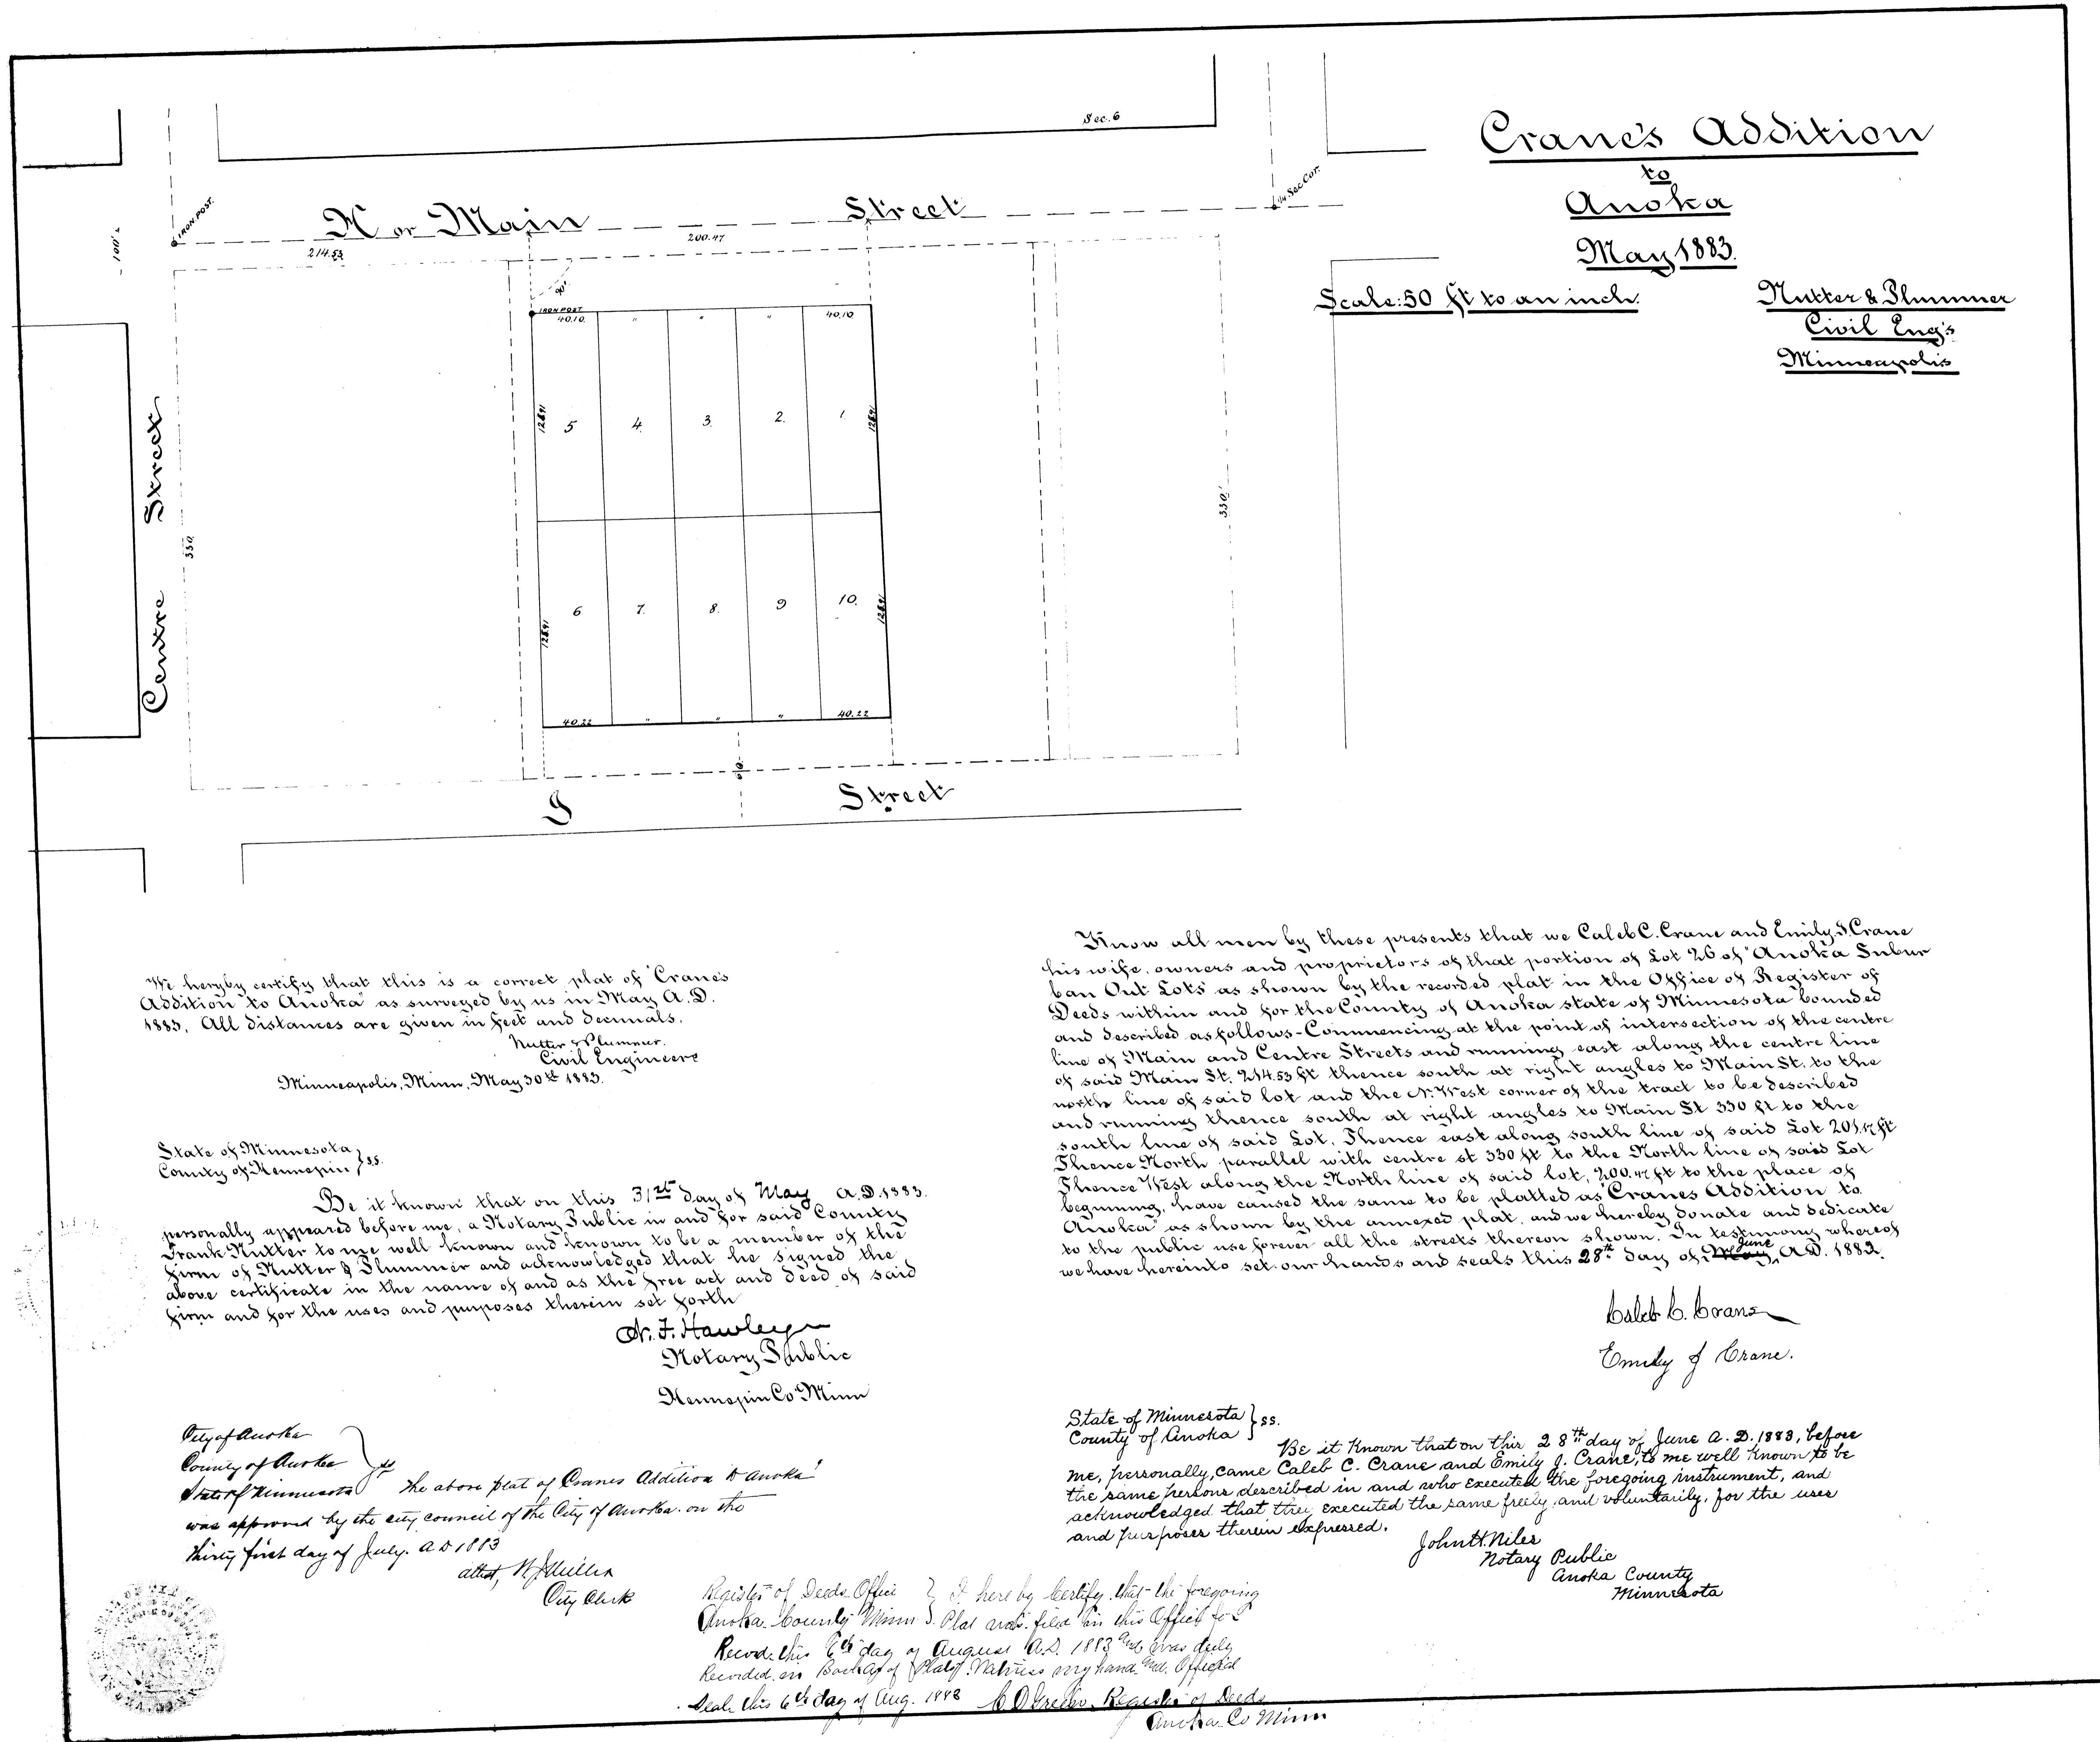 Crane's Addition
to
Anoka
May 1883.
Scale: 50 ft to an inch.
Nutter & Plummer
Civil Eng's
Minneapolis
Sec. 6
IRON POST.
Sec Cor.
N or Main Street
100.
214.53
200.47
IRON POST
40.10 " " " 40.10
128.91 5 4. 3. 2. 1. 128.91
330.
330
Centre Street
128.91 6 7. 8. 9 10. 128.91
40.22 " " " 40.22
Street
We hereby certify that this is a correct plat of "Crane's
Addition to Anoka" as surveyed by us in May A.D.
1883. All distances are given in feet and decimals.
Nutter & Plummer.
Civil Engineers
Minneapolis, Minn, May 30th 1883.
State of Minnesota
County of Hennepin } ss.
Be it known that on this 31st day of May A.D. 1883.
personally appeared before me, a Notary Public in and for said County
Frank Nutter to me well known and known to be a member of the
firm of Nutter & Plummer and acknowledged that he signed the
above certificate in the name of and as the free act and deed of said
firm and for the uses and purposes therein set forth
N. F. Hawley
Notary Public
Hennepin Co Minn
City of Anoka
County of Anoka
State of Minnesota } ss The above plat of Cranes Addition to Anoka"
was approved by the city council of the City of Anoka. on the
thirty first day of July. AD 1883
attest,
City Clerk
Know all men by these presents that we Caleb C. Crane and Emily J. Crane
his wife, owners and proprietors of that portion of Lot 26 of "Anoka Subur
ban Out Lots" as shown by the recorded plat in the Office of Register of
Deeds within and for the County of Anoka state of Minnesota bounded
and described as follows - Commencing at the point of intersection of the centre
line of Main and Centre Streets and running east along the centre line
of said Main St. 214.53 ft thence south at right angles to Main St. to the
north line of said lot and the N. West corner of the tract to be described
and running thence south at right angles to Main St 330 ft to the
south line of said Lot, Thence east along south line of said Lot 201.17 ft
Thence North parallel with centre st 330 ft to the North line of said Lot
Thence West along the North line of said lot, 200.47 ft to the place of
beginning, have caused the same to be platted as "Cranes Addition to
Anoka" as shown by the annexed plat, and we hereby donate and dedicate
to the public use forever all the streets thereon shown. In testimony whereof
we have hereinto set our hands and seals this 28th day of May June A.D. 1883.
Caleb C. Crane
Emily J Crane.
State of Minnesota
County of Anoka } ss.
Be it Known that on this 28th day of June A.D. 1883, before
me, personally, came Caleb C. Crane and Emily J. Crane, to me well known to be
the same persons described in and who executed the foregoing instrument, and
acknowledged that they executed the same freely and voluntarily, for the uses
and purposes therein expressed.
John H. Niles
Notary Public
Anoka County
Minnesota
Register of Deeds Office } I hereby Certify that the foregoing
Anoka County Minn } Plat was filed in this Office for
Record this 6th day of August A.D. 1883 and was duly
Recorded in Book of Plats. Witness my hand and Official
Seal this 6th day of Aug. 1883 Register of Deeds
Anoka Co Minn